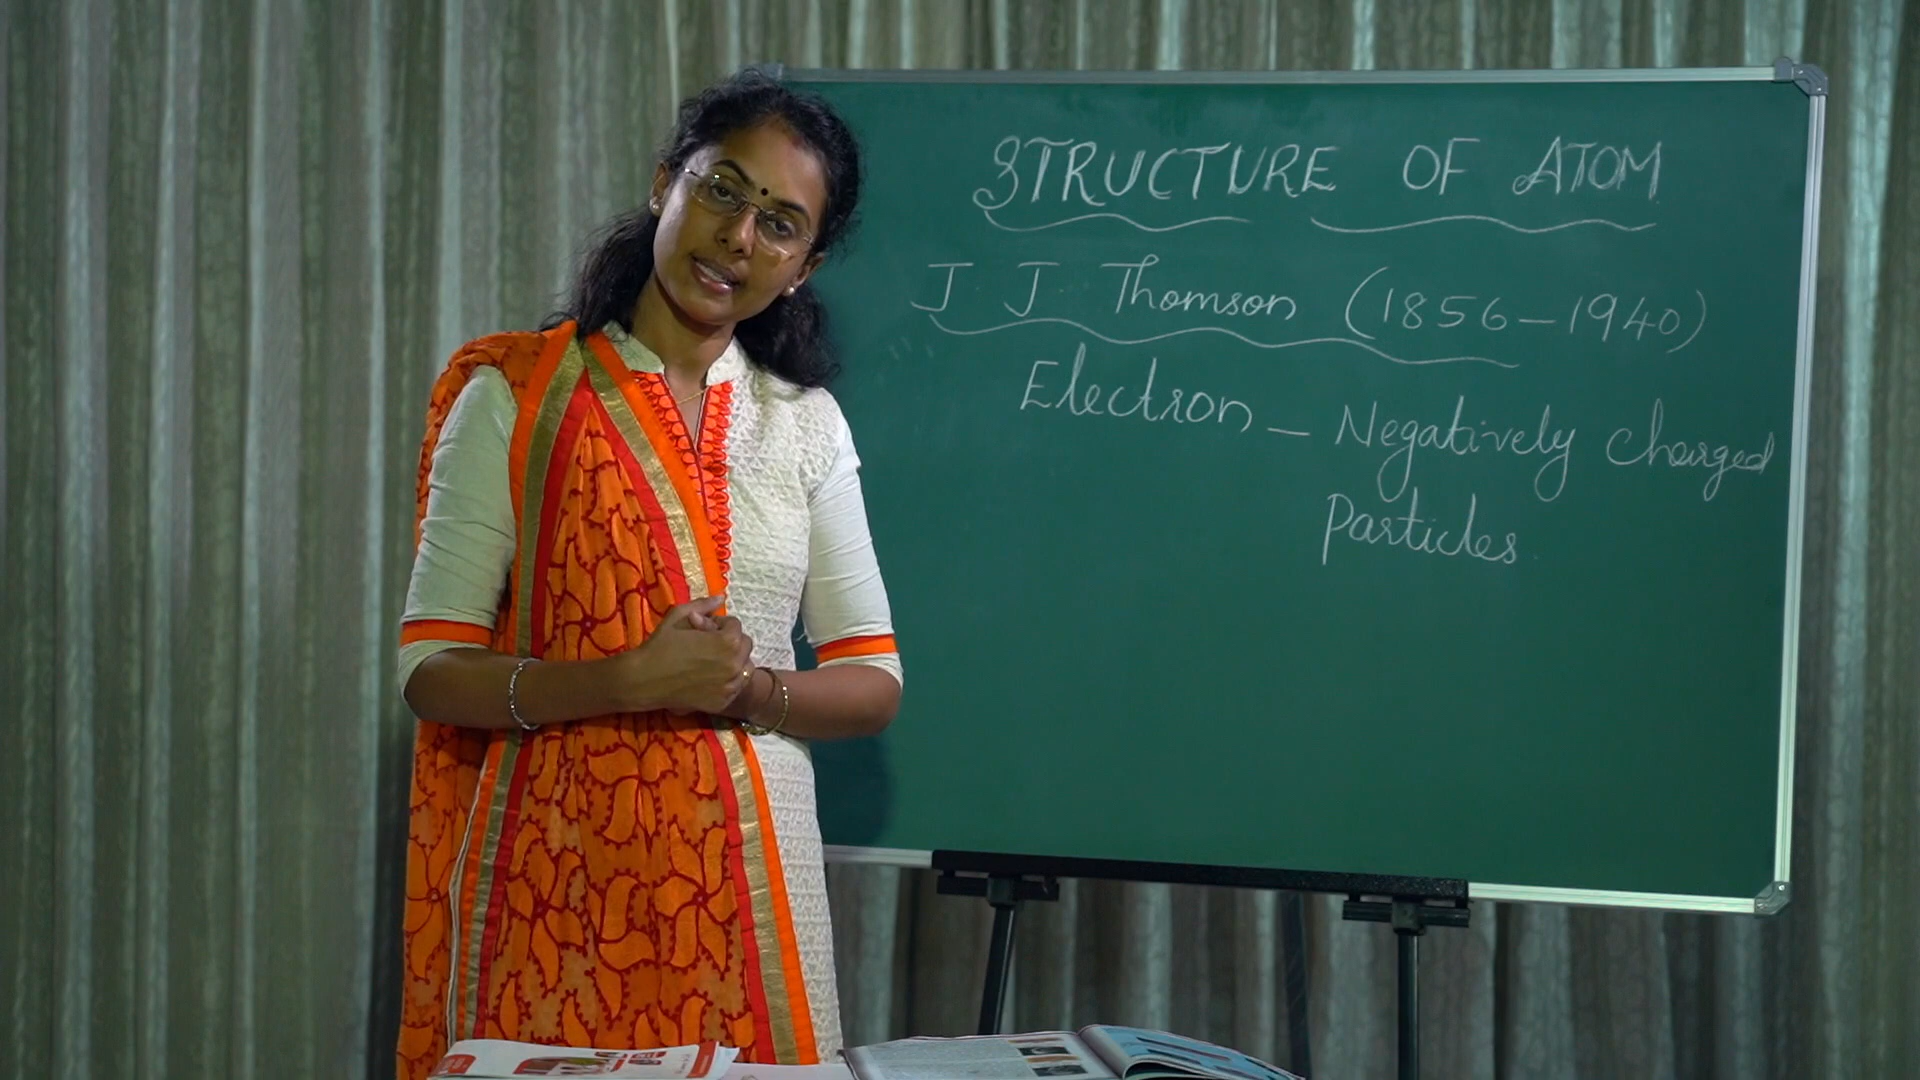 STRUCTURE OF ATOM
J J Thomson (1856-1940)
Electron - Negatively charged
Particles.